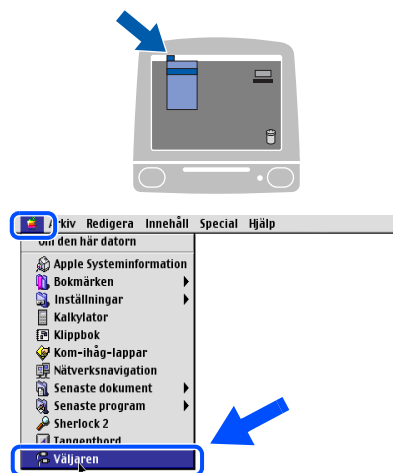 Arkiv Redigera Innehåll Special Hjälp
Om den här datorn
Apple Systeminformation
Bokmärken
Inställningar
Kalkylator
Klippbok
Kom-ihåg-lappar
Nätverksnavigation
Senaste dokument
Senaste program
Sherlock 2
Tangentbord
Väljaren